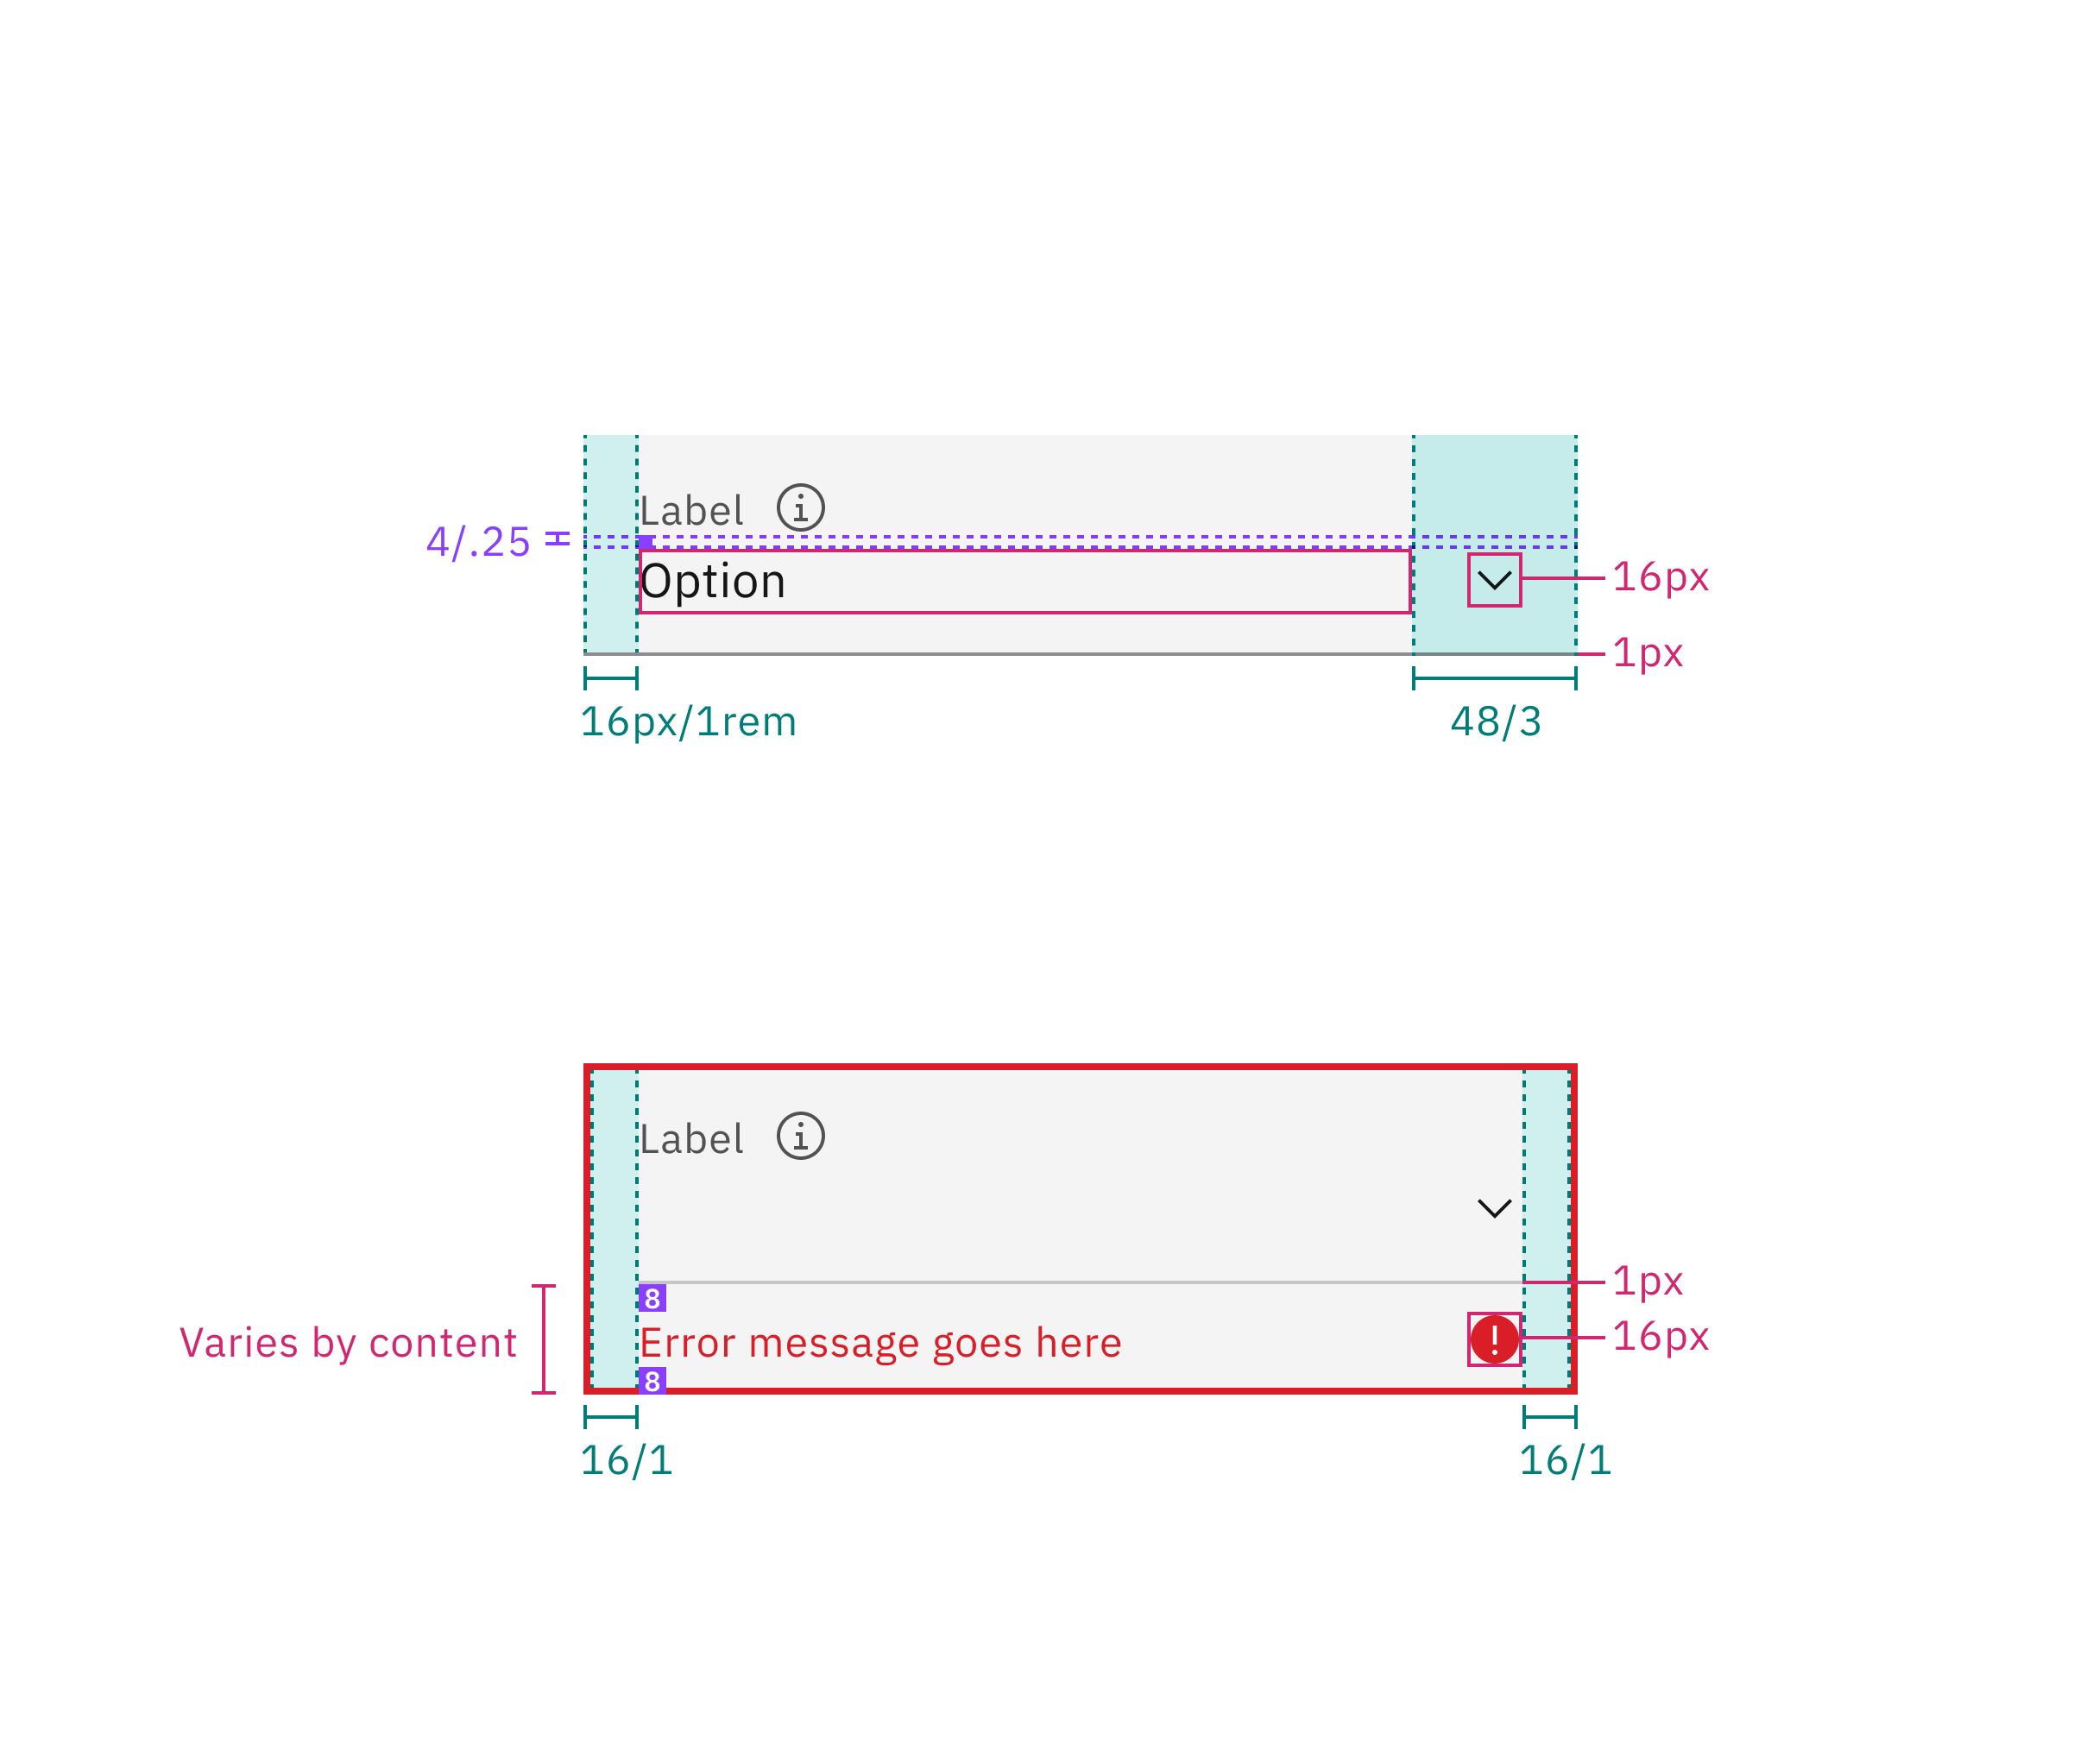 Label
4/.25
Option
16px
1px
16px/1rem
48/3
Label
1px
8
Varies by content
Error message goes here
16px
8
16/1
16/1